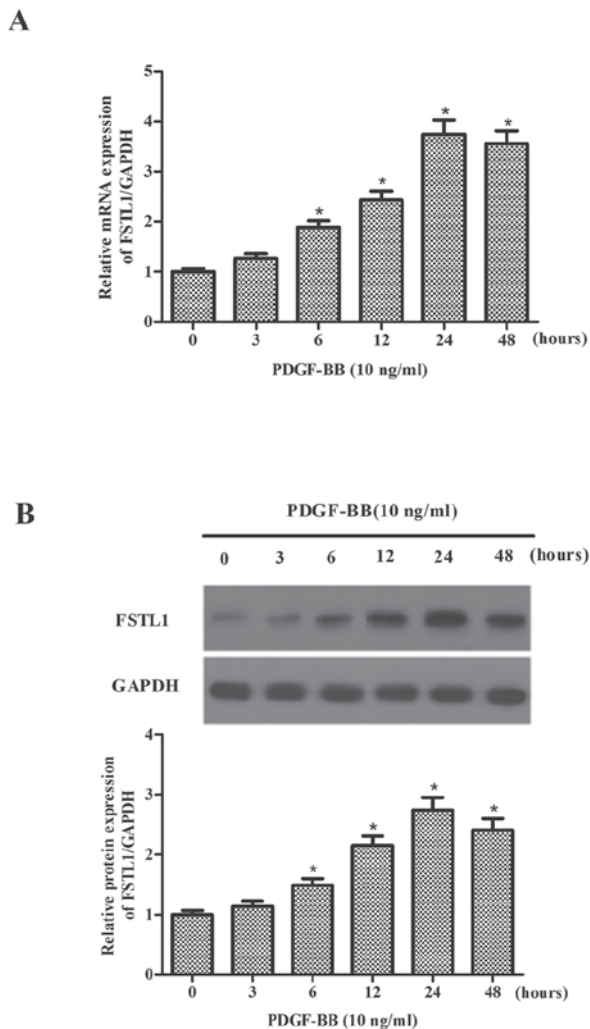 A
Relative mRNA expression
of FSTL1/GAPDH
5
4
3
2
1
0
* * * *
0 3 6 12 24 48 (hours)
PDGF-BB (10 ng/ml)
B
PDGF-BB(10 ng/ml)
0 3 6 12 24 48 (hours)
FSTL1
GAPDH
Relative protein expression
of FSTL1/GAPDH
4
3
2
1
0
* * * *
0 3 6 12 24 48 (hours)
PDGF-BB (10 ng/ml)